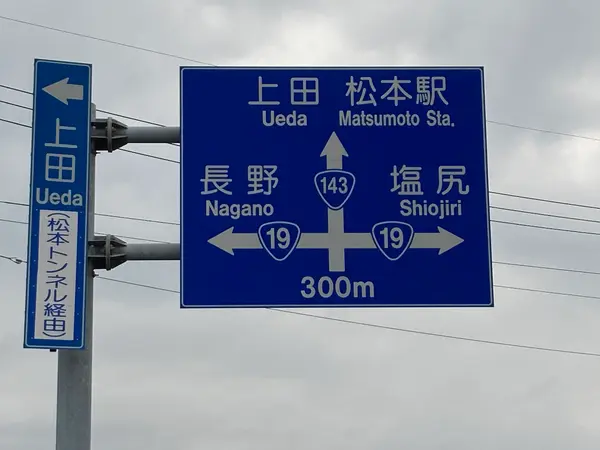 上田
Ueda
(松本トンネル経由)
上田 松本駅
Ueda Matsumoto Sta.
143
長野 塩尻
Nagano Shiojiri
19 19
300m